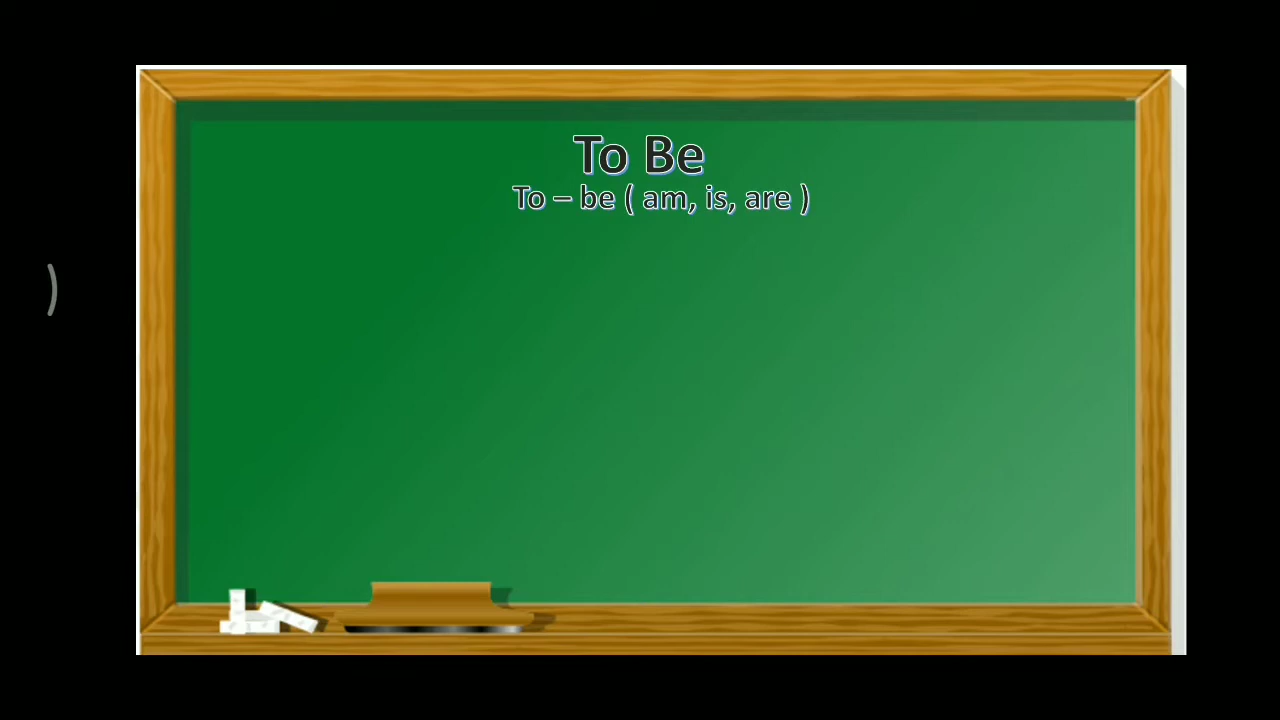 To Be
To – be ( am, is, are )